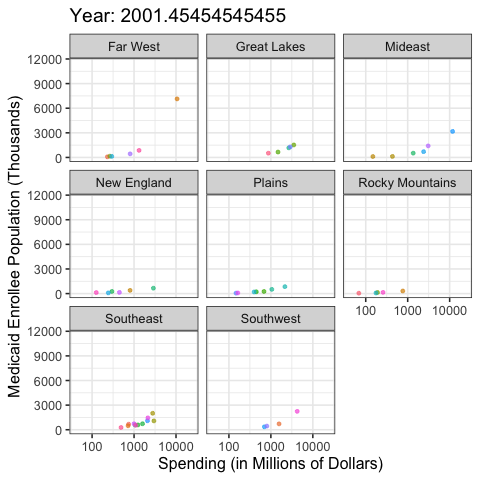 Year: 2001.45454545455
Far West Great Lakes Mideast
12000
9000
6000
3000
0
New England Plains Rocky Mountains
12000
9000
6000
3000
0
100 1000 10000
Southeast Southwest
12000
9000
6000
3000
0
100 1000 10000 100 1000 10000
Spending (in Millions of Dollars)
Medicaid Enrollee Population (Thousands)